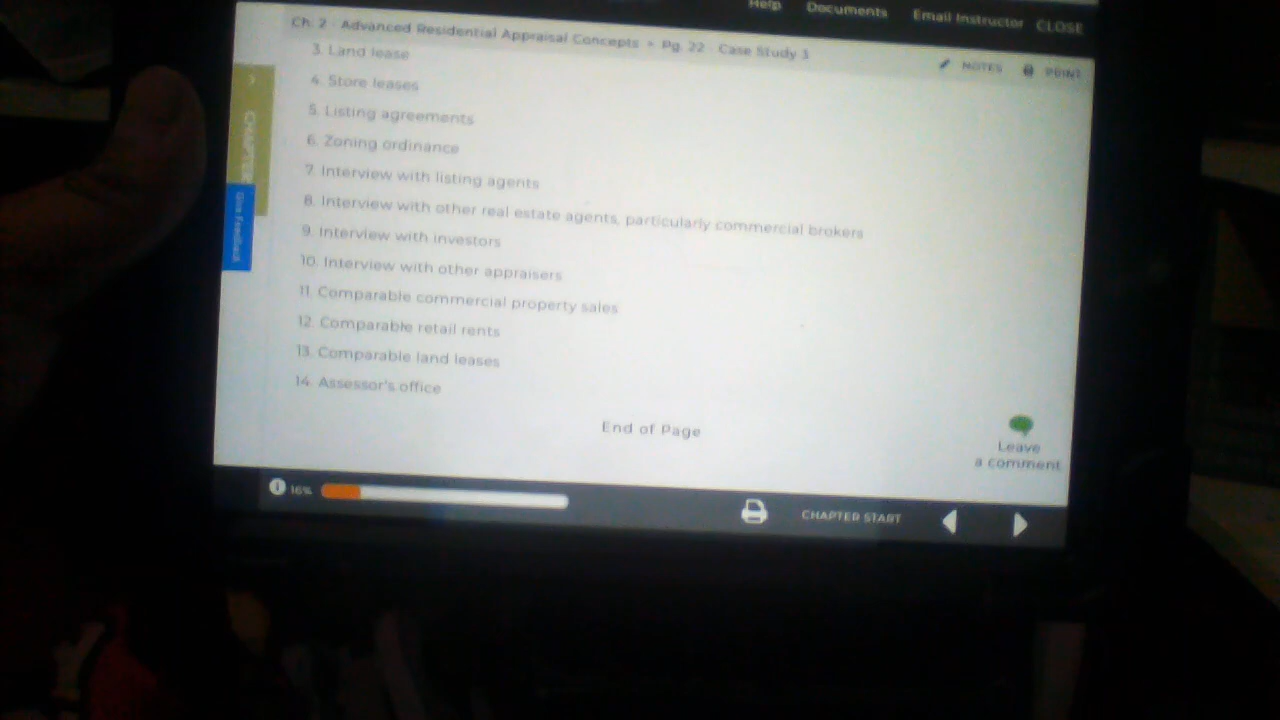 Help Documents Email Instructor CLOSE
Ch. 2 - Advanced Residential Appraisal Concepts • Pg. 22 - Case Study 3
NOTES PRINT
3. Land lease
4. Store leases
5. Listing agreements
6. Zoning ordinance
7. Interview with listing agents
8. Interview with other real estate agents, particularly commercial brokers
9. Interview with investors
10. Interview with other appraisers
11. Comparable commercial property sales
12. Comparable retail rents
13. Comparable land leases
14. Assessor's office
End of Page
CHAPTER
Give Feedback
Leave
a comment
16%
CHAPTER START